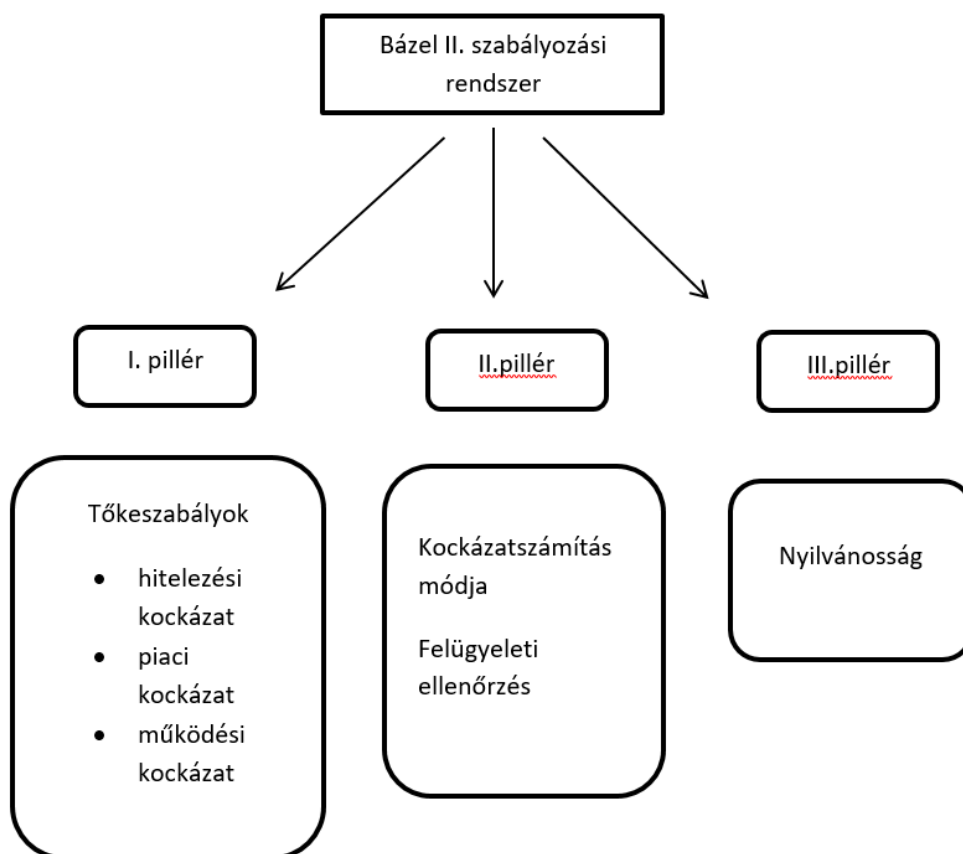 Bázel II. szabályozási
rendszer
I. pillér
II.pillér
III.pillér
Tőkeszabályok
• hitelezési
kockázat
• piaci
kockázat
• működési
kockázat
Kockázatszámítás
módja
Felügyeleti
ellenőrzés
Nyilvánosság